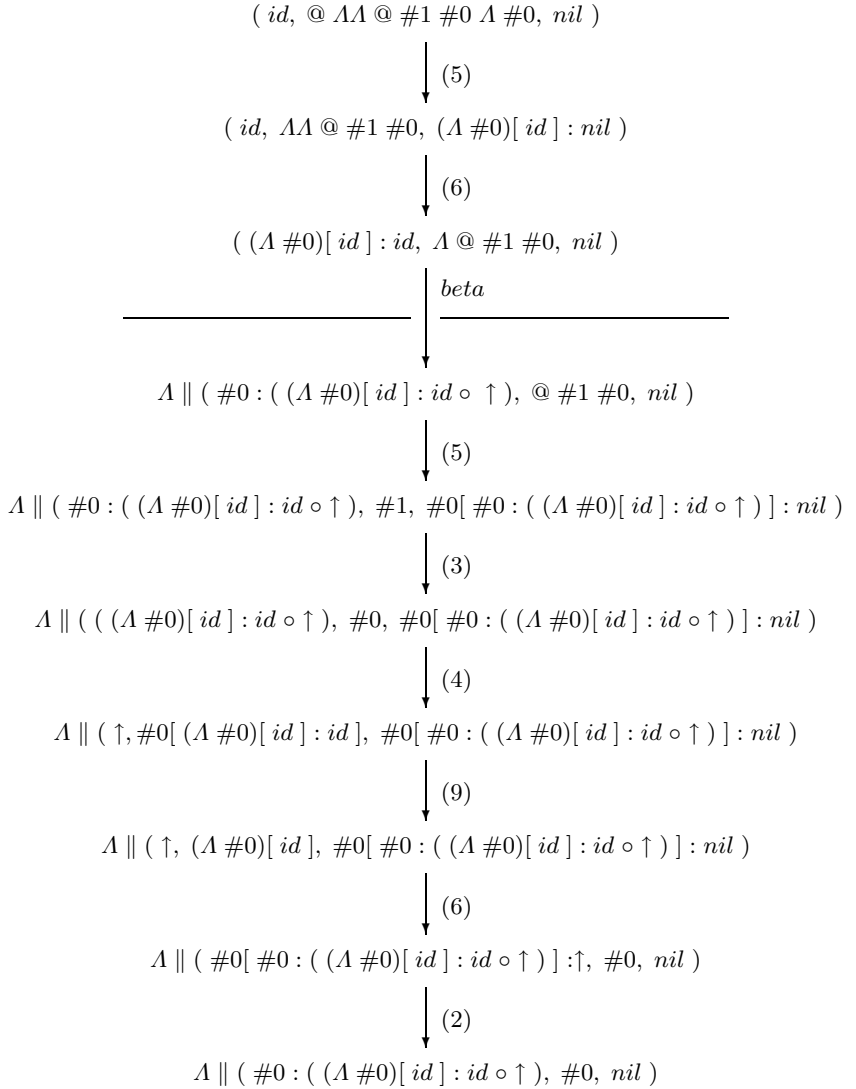 ( id, @ ΛΛ @ #1 #0 Λ #0, nil )
(5)
( id, ΛΛ @ #1 #0, (Λ #0)[ id ] : nil )
(6)
( (Λ #0)[ id ] : id, Λ @ #1 #0, nil )
beta
Λ ∥ ( #0 : ( (Λ #0)[ id ] : id ∘ ↑ ), @ #1 #0, nil )
(5)
Λ ∥ ( #0 : ( (Λ #0)[ id ] : id ∘ ↑ ), #1, #0[ #0 : ( (Λ #0)[ id ] : id ∘ ↑ ) ] : nil )
(3)
Λ ∥ ( ( (Λ #0)[ id ] : id ∘ ↑ ), #0, #0[ #0 : ( (Λ #0)[ id ] : id ∘ ↑ ) ] : nil )
(4)
Λ ∥ ( ↑, #0[ (Λ #0)[ id ] : id ], #0[ #0 : ( (Λ #0)[ id ] : id ∘ ↑ ) ] : nil )
(9)
Λ ∥ ( ↑, (Λ #0)[ id ], #0[ #0 : ( (Λ #0)[ id ] : id ∘ ↑ ) ] : nil )
(6)
Λ ∥ ( #0[ #0 : ( (Λ #0)[ id ] : id ∘ ↑ ) ] :↑, #0, nil )
(2)
Λ ∥ ( #0 : ( (Λ #0)[ id ] : id ∘ ↑ ), #0, nil )